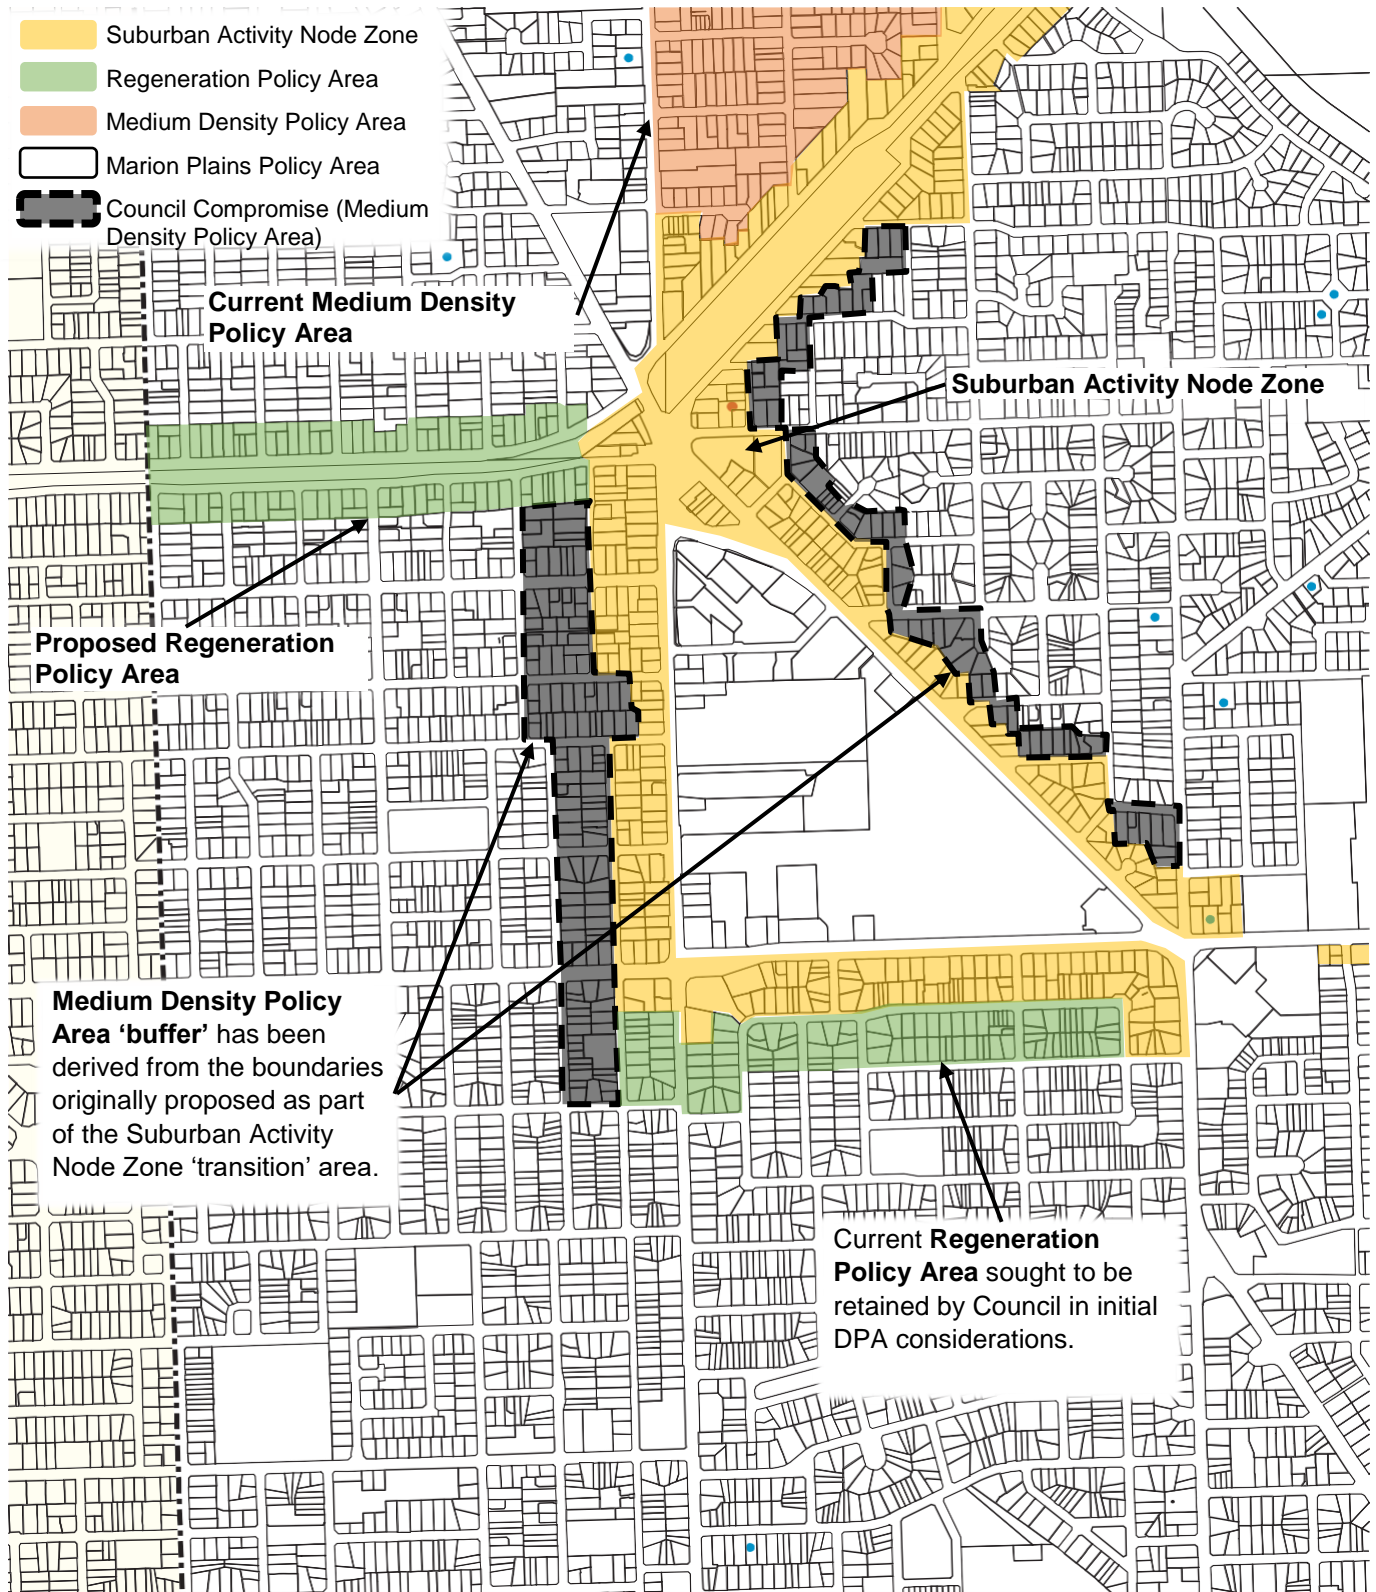 Suburban Activity Node Zone
Regeneration Policy Area
Medium Density Policy Area
Marion Plains Policy Area
Council Compromise (Medium
Density Policy Area)
Current Medium Density
Policy Area
Suburban Activity Node Zone
Proposed Regeneration
Policy Area
Medium Density Policy
Area ‘buffer’ has been
derived from the boundaries
originally proposed as part
of the Suburban Activity
Node Zone ‘transition’ area.
Current Regeneration
Policy Area sought to be
retained by Council in initial
DPA considerations.